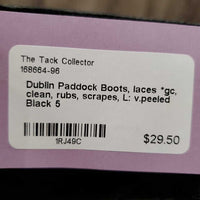 The Tack Collector
168664-96
Dublin Paddock Boots, laces *gc,
clean, rubs, scrapes, L: v.peeled
Black 5
1RJ49C
$29.50